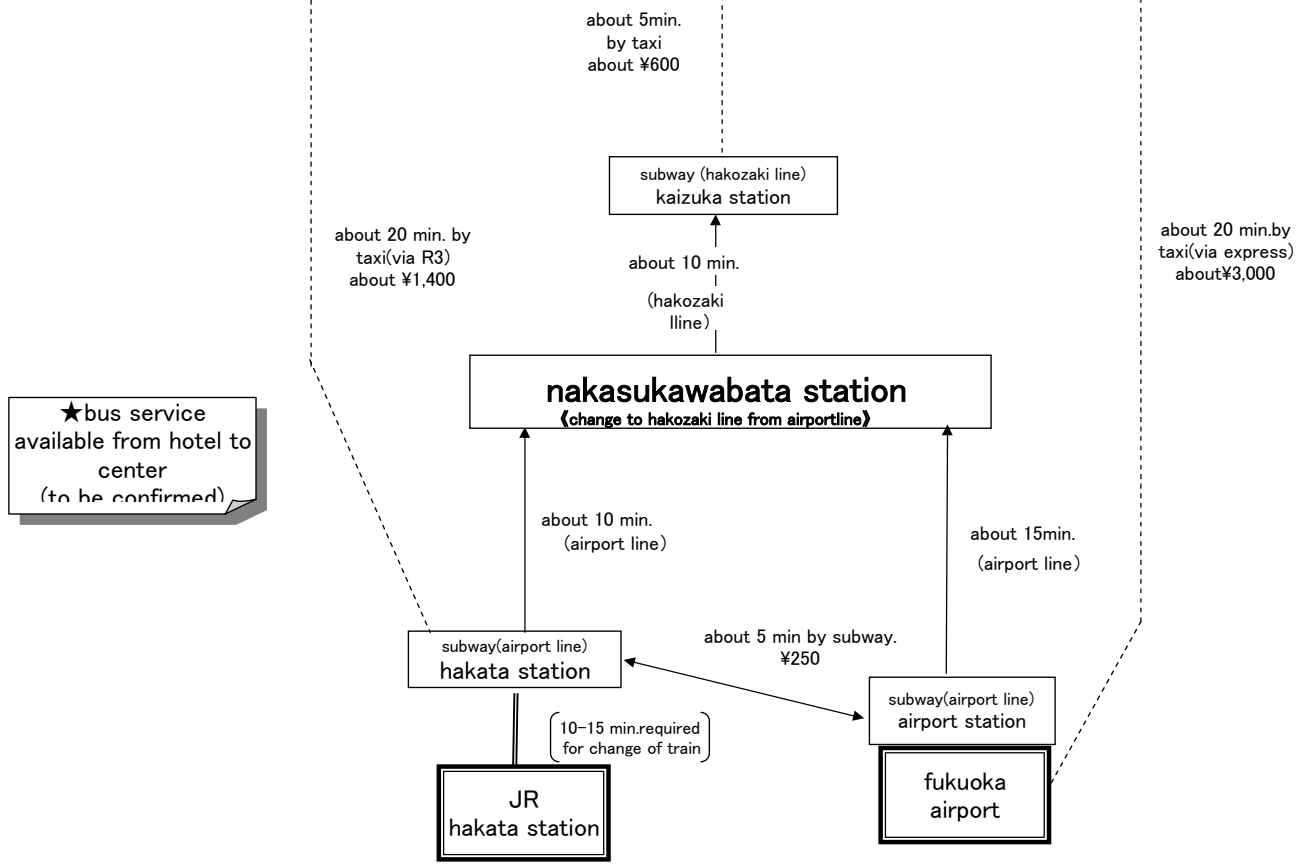 about 5min.
by taxi
about ¥600
subway (hakozaki line)
kaizuka station
about 20 min. by
taxi(via R3)
about ¥1,400
about 20 min.by
taxi(via express)
about¥3,000
about 10 min.
(hakozaki
lline)
nakasukawabata station
《change to hakozaki line from airportline》
★bus service
available from hotel to
center
(to be confirmed)
about 10 min.
(airport line)
about 15min.
(airport line)
subway(airport line)
hakata station
about 5 min by subway.
¥250
subway(airport line)
airport station
10-15 min.required
for change of train
JR
hakata station
fukuoka
airport